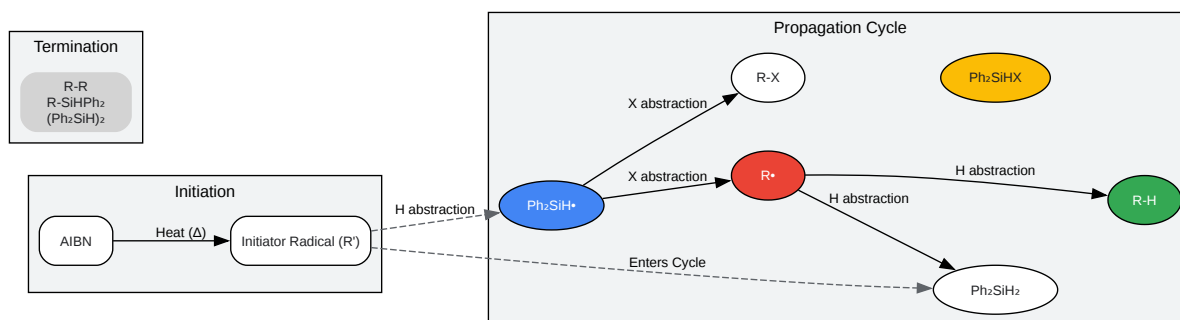 Termination
R-R
R-SiHPh₂
(Ph₂SiH)₂
Initiation
AIBN
Heat (Δ)
Initiator Radical (R')
H abstraction
Enters Cycle
Propagation Cycle
R-X
Ph₂SiHX
X abstraction
Ph₂SiH•
X abstraction
R•
H abstraction
H abstraction
R-H
Ph₂SiH₂